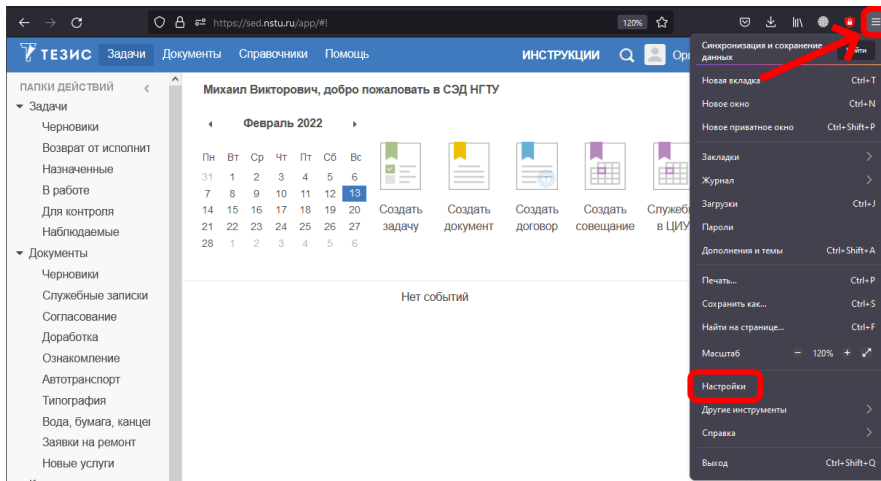 https://sed.nstu.ru/app/#!
120%
ТЕЗИС
Задачи
Документы
Справочники
Помощь
ИНСТРУКЦИИ
ПАПКИ ДЕЙСТВИЙ
Задачи
Черновики
Возврат от исполнит
Назначенные
В работе
Для контроля
Наблюдаемые
Документы
Черновики
Служебные записки
Согласование
Доработка
Ознакомление
Автотранспорт
Типография
Вода, бумага, канцел
Заявки на ремонт
Новые услуги
Михаил Викторович, добро пожаловать в СЭД НГТУ
Февраль 2022
Пн Вт Ср Чт Пт Сб Вс
31 1 2 3 4 5 6
7 8 9 10 11 12 13
14 15 16 17 18 19 20
21 22 23 24 25 26 27
28 1 2 3 4 5 6
Создать задачу
Создать документ
Создать договор
Создать совещание
Служеб
в ЦИУ
Нет событий
Синхронизация и сохранение
данных
Новая вкладка Ctrl+T
Новое окно Ctrl+N
Новое приватное окно Ctrl+Shift+P
Закладки
Журнал
Загрузки Ctrl+J
Пароли
Дополнения и темы Ctrl+Shift+A
Печать... Ctrl+P
Сохранить как... Ctrl+S
Найти на странице... Ctrl+F
Масштаб − 120% +
Настройки
Другие инструменты
Справка
Выход Ctrl+Shift+Q